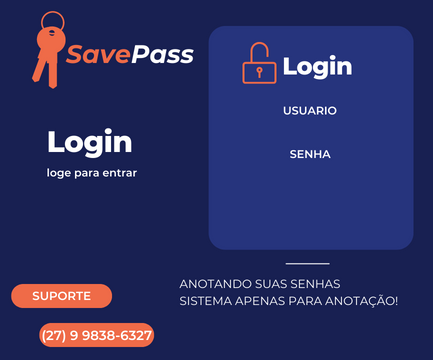 SavePass
Login
loge para entrar
Login
USUARIO
SENHA
ANOTANDO SUAS SENHAS
SISTEMA APENAS PARA ANOTAÇÃO!
SUPORTE
(27) 9 9838-6327